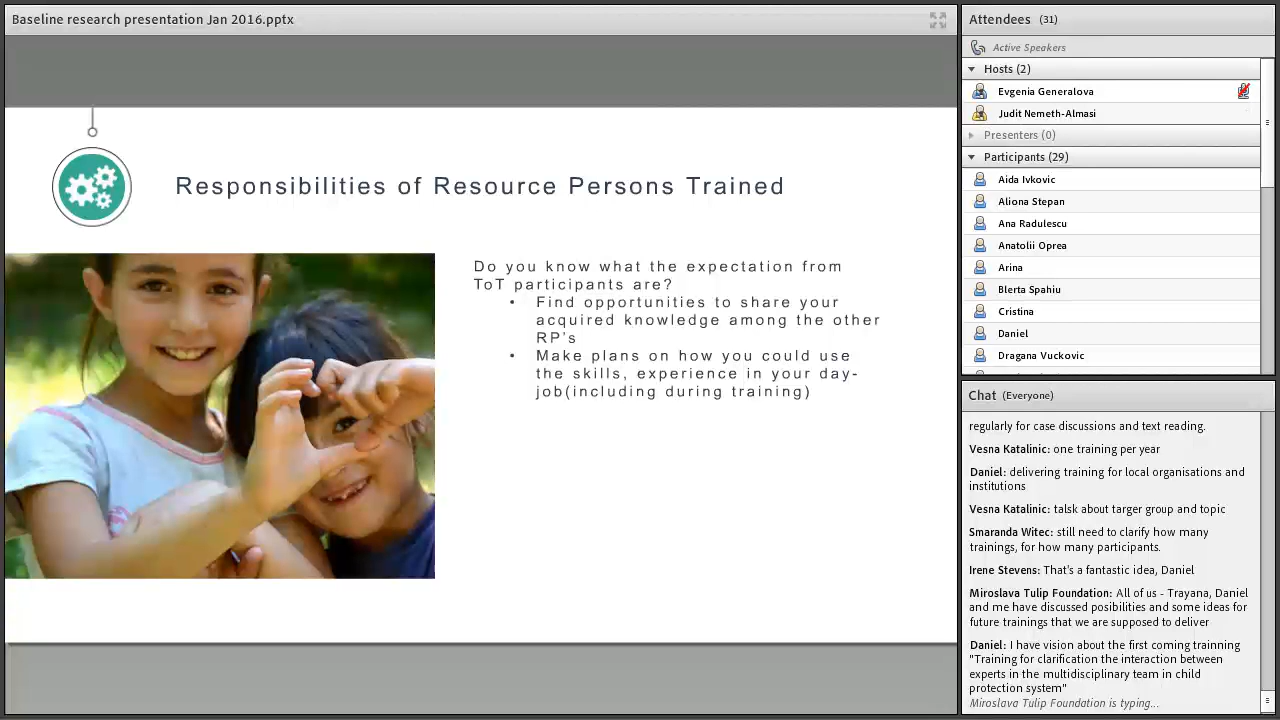 Baseline research presentation Jan 2016.pptx
Responsibilities of Resource Persons Trained
Do you know what the expectation from
ToT participants are?
• Find opportunities to share your
acquired knowledge among the other
RP's
• Make plans on how you could use
the skills, experience in your day-
job(including during training)
Attendees (31)
Active Speakers
Hosts (2)
Evgenia Generalova
Judit Nemeth-Almasi
Presenters (0)
Participants (29)
Aida Ivkovic
Aliona Stepan
Ana Radulescu
Anatolii Oprea
Arina
Blerta Spahiu
Cristina
Daniel
Dragana Vuckovic
Chat (Everyone)
regularly for case discussions and text reading.
Vesna Katalinic: one training per year
Daniel: delivering training for local organisations and
institutions
Vesna Katalinic: talsk about targer group and topic
Smaranda Witec: still need to clarify how many
trainings, for how many participants.
Irene Stevens: That's a fantastic idea, Daniel
Miroslava Tulip Foundation: All of us - Trayana, Daniel
and me have discussed posibilities and some ideas for
future trainings that we are supposed to deliver
Daniel: I have vision about the first coming trainning
"Training for clarification the interaction between
experts in the multidisciplinary team in child
protection system"
Miroslava Tulip Foundation is typing...